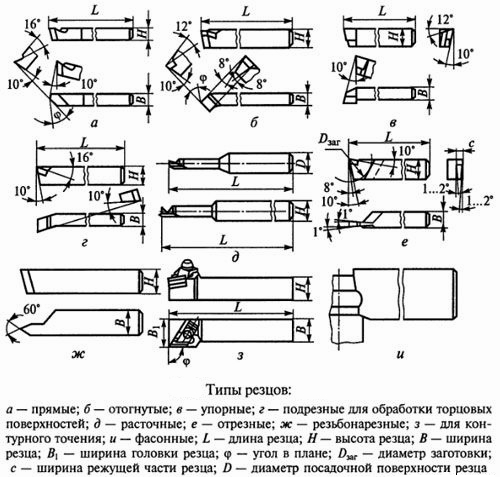 L
16°
H
10°
10°
B
φ
а
L
12°
H
10°
8°
8°
φ
B
б
L
H
12°
10°
10°
B
в
L
16°
H
10°
10°
B
г
D
L
L
д
Dзаг
L
c
10°
H
8°
10°
1...2°
1...2°
1°
1°
B
е
H
60°
B
ж
H
L
B₁
B
φ
з
и
Типы резцов:
а — прямые; б — отогнутые; в — упорные; г — подрезные для обработки торцовых
поверхностей; д — расточные; е — отрезные; ж — резьбонарезные; з — для кон-
турного точения; и — фасонные; L — длина резца; H — высота резца; B — ширина
резца; B₁ — ширина головки резца; φ — угол в плане; Dзаг — диаметр заготовки;
c — ширина режущей части резца; D — диаметр посадочной поверхности резца